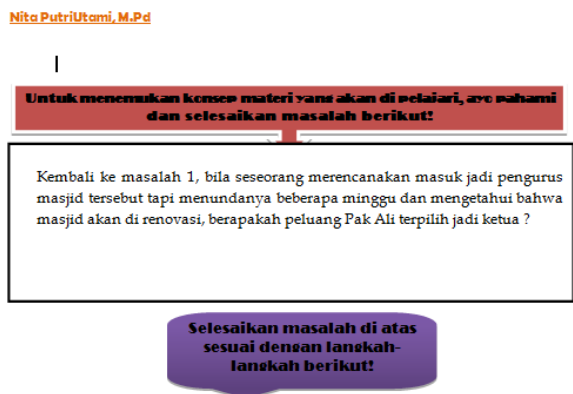 Nita PutriUtami, M.Pd
Untuk menemukan konsep materi yang akan di pelajari, ayo pahami
dan selesaikan masalah berikut!
Kembali ke masalah 1, bila seseorang merencanakan masuk jadi pengurus
masjid tersebut tapi menundanya beberapa minggu dan mengetahui bahwa
masjid akan di renovasi, berapakah peluang Pak Ali terpilih jadi ketua ?
Selesaikan masalah di atas
sesuai dengan langkah-
langkah berikut!